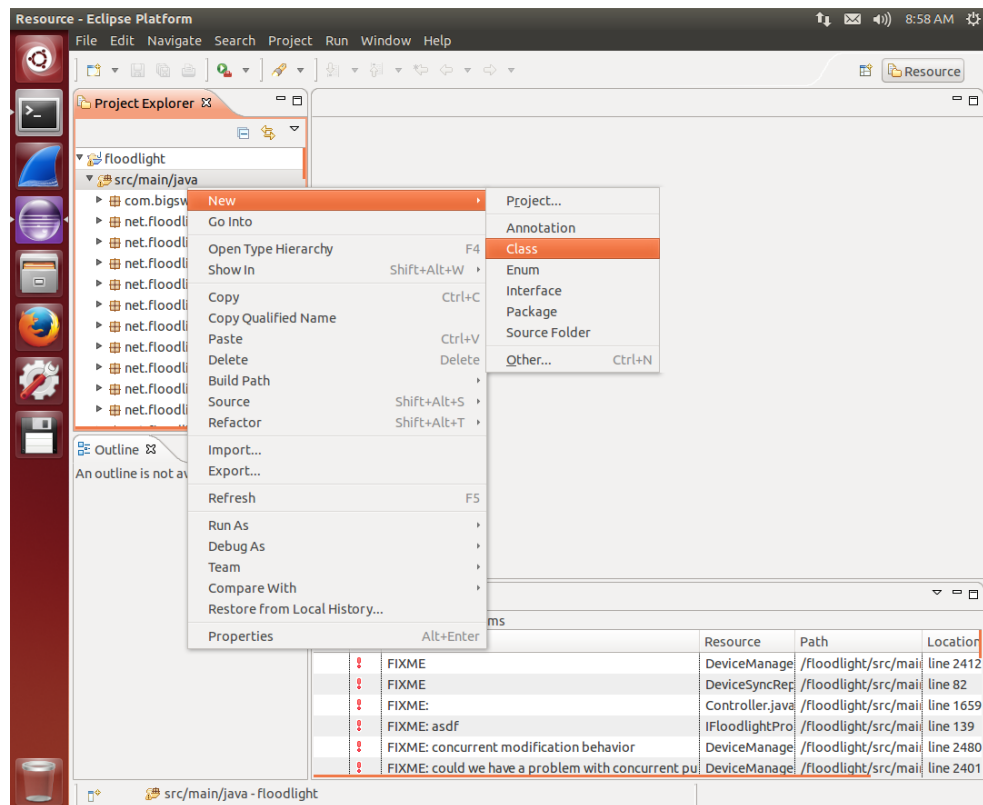 Resource - Eclipse Platform
8:58 AM
File Edit Navigate Search Project Run Window Help
Resource
Project Explorer
floodlight
src/main/java
com.bigsw
net.floodli
net.floodli
net.floodli
net.floodli
net.floodli
net.floodli
net.floodli
net.floodli
net.floodli
net.floodli
New
Go Into
Open Type Hierarchy F4
Show In Shift+Alt+W
Copy Ctrl+C
Copy Qualified Name
Paste Ctrl+V
Delete Delete
Build Path
Source Shift+Alt+S
Refactor Shift+Alt+T
Import...
Export...
Refresh F5
Run As
Debug As
Team
Compare With
Restore from Local History...
Properties Alt+Enter
Project...
Annotation
Class
Enum
Interface
Package
Source Folder
Other... Ctrl+N
Outline
An outline is not av
ms
Resource Path Location
FIXME DeviceManage /floodlight/src/mai line 2412
FIXME DeviceSyncRep /floodlight/src/mai line 82
FIXME: Controller.java /floodlight/src/mai line 1659
FIXME: asdf IFloodlightPro /floodlight/src/mai line 139
FIXME: concurrent modification behavior DeviceManage /floodlight/src/mai line 2480
FIXME: could we have a problem with concurrent pu DeviceManage /floodlight/src/mai line 2401
src/main/java - floodlight